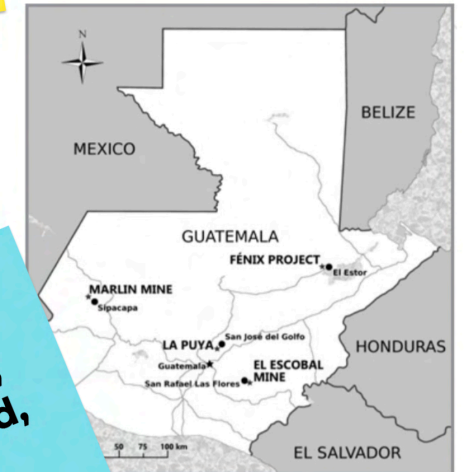 N
BELIZE
MEXICO
GUATEMALA
FÉNIX PROJECT
El Estor
MARLIN MINE
Sipacapa
LA PUYA
San José del Golfo
HONDURAS
Guatemala
EL ESCOBAL
MINE
San Rafael Las Flores
d,
50 75 100 km
EL SALVADOR